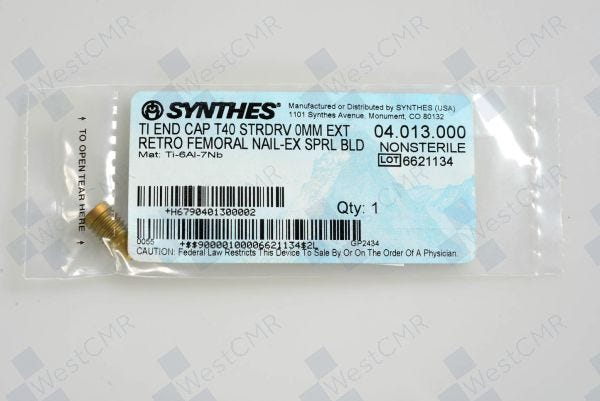 SYNTHES®
Manufactured or Distributed by SYNTHES (USA)
1101 Synthes Avenue, Monument, CO 80132
TI END CAP T40 STRDRV 0MM EXT
04.013.000
RETRO FEMORAL NAIL-EX SPRL BLD
NONSTERILE
Mat: Ti-6Al-7Nb
LOT 6621134
+H6790401300002
Qty: 1
0055
+$$90000100006621134$2L
GP2434
CAUTION: Federal Law Restricts This Device To Sale By Or On The Order Of A Physician.
TO OPEN TEAR HERE
WestCMR